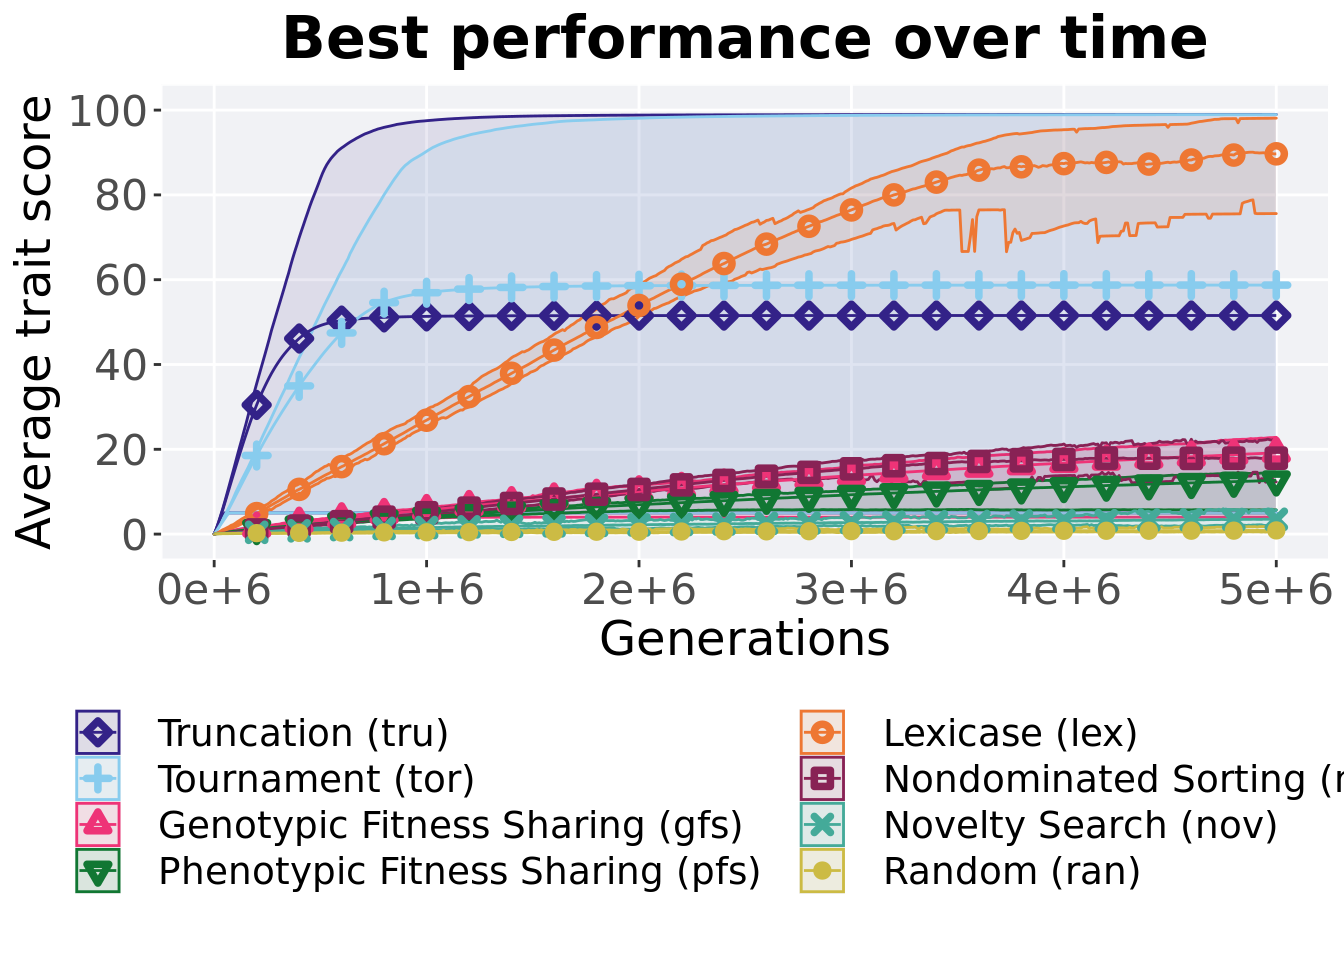 Best performance over time
Average trait score
100
80
60
40
20
0
0e+6 1e+6 2e+6 3e+6 4e+6 5e+6
Generations
Truncation (tru)
Tournament (tor)
Genotypic Fitness Sharing (gfs)
Phenotypic Fitness Sharing (pfs)
Lexicase (lex)
Nondominated Sorting
Novelty Search (nov)
Random (ran)